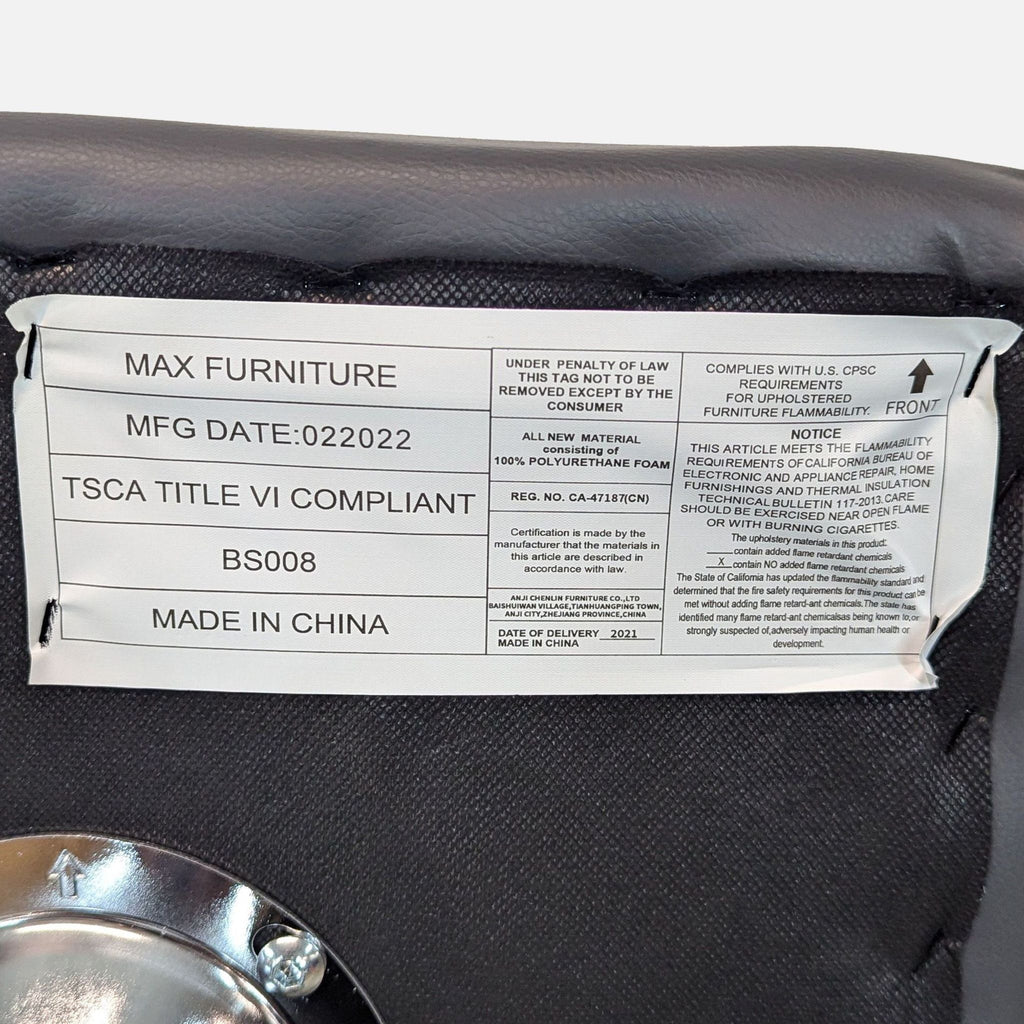 MAX FURNITURE
MFG DATE:022022
TSCA TITLE VI COMPLIANT
BS008
MADE IN CHINA
UNDER PENALTY OF LAW
THIS TAG NOT TO BE
REMOVED EXCEPT BY THE
CONSUMER
ALL NEW MATERIAL
consisting of
100% POLYURETHANE FOAM
REG. NO. CA-47187(CN)
Certification is made by the
manufacturer that the materials in
this article are described in
accordance with law.
ANJI CHENLIN FURNITURE CO.,LTD
BAISHUIWAN VILLAGE,TIANHUANGPING TOWN,
ANJI CITY,ZHEJIANG PROVINCE,CHINA
DATE OF DELIVERY 2021
MADE IN CHINA
COMPLIES WITH U.S. CPSC
REQUIREMENTS
FOR UPHOLSTERED
FURNITURE FLAMMABILITY.
FRONT
NOTICE
THIS ARTICLE MEETS THE FLAMMABILITY
REQUIREMENTS OF CALIFORNIA BUREAU OF
ELECTRONIC AND APPLIANCE REPAIR, HOME
FURNISHINGS AND THERMAL INSULATION
TECHNICAL BULLETIN 117-2013. CARE
SHOULD BE EXERCISED NEAR OPEN FLAME
OR WITH BURNING CIGARETTES.
The upholstery materials in this product:
_____contain added flame retardant chemicals
__X__contain NO added flame retardant chemicals
The State of California has updated the flammability standard and
determined that the fire safety requirements for this product can be
met without adding flame retard-ant chemicals.The state has
identified many flame retard-ant chemicalsas being known to,or
strongly suspected of,adversely impacting human health or
development.